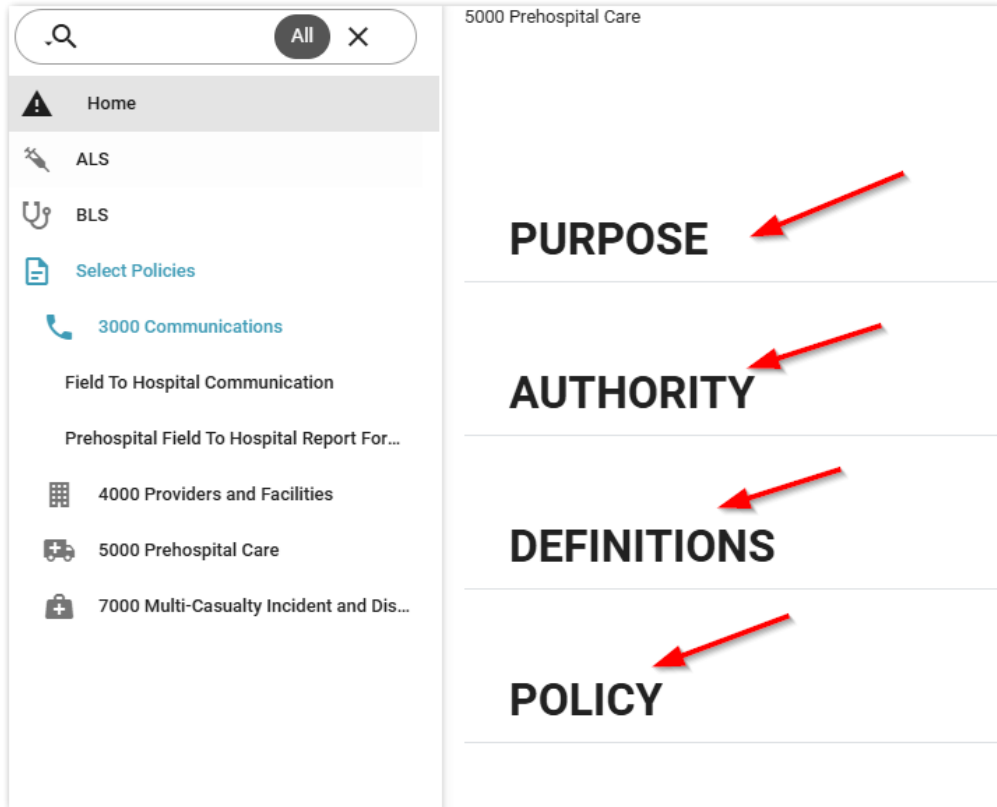 All
Home
ALS
BLS
Select Policies
3000 Communications
Field To Hospital Communication
Prehospital Field To Hospital Report For...
4000 Providers and Facilities
5000 Prehospital Care
7000 Multi-Casualty Incident and Dis...
5000 Prehospital Care
PURPOSE
AUTHORITY
DEFINITIONS
POLICY